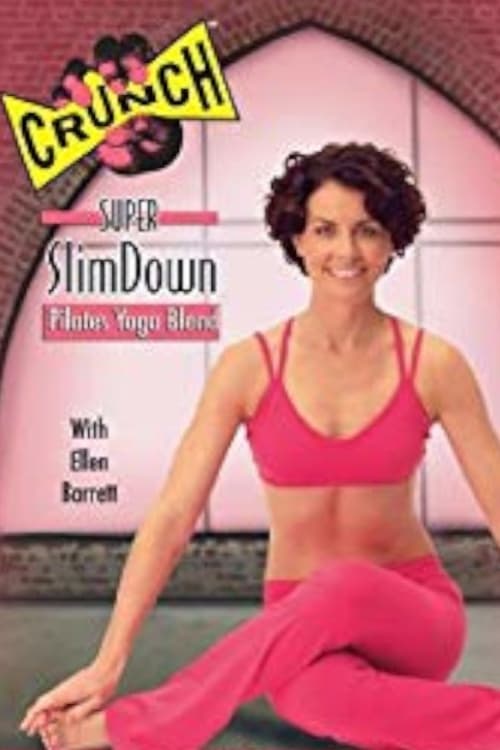 CRUNCH
SUPER
SlimDown
Pilates Yoga Blend
With
Ellen
Barrett